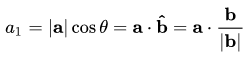 a₁ = |𝐚| cos θ = 𝐚 · 𝐛̂ = 𝐚 · 𝐛/|𝐛|